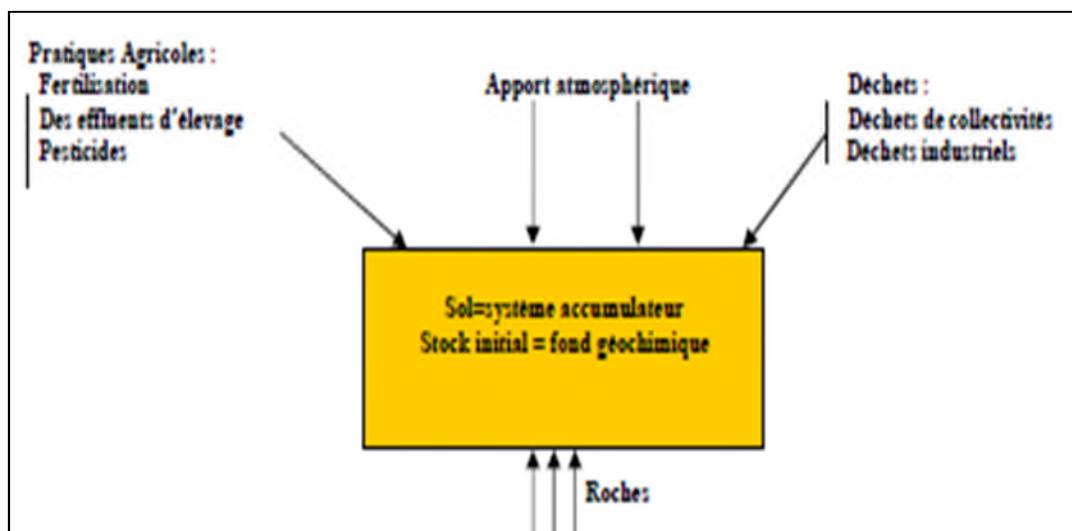 Pratiques Agricoles :
Fertilisation
Des effluents d'élevage
Pesticides
Apport atmosphérique
Déchets :
Déchets de collectivités
Déchets industriels
Sol=système accumulateur
Stock initial = fond géochimique
Roches